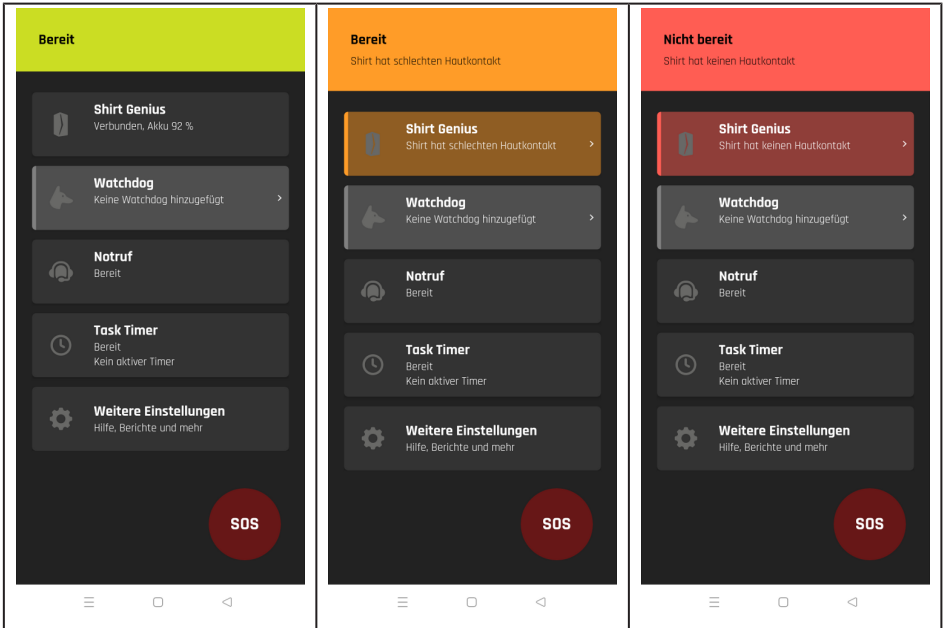 Bereit
Shirt Genius
Verbunden, Akku 92 %
Watchdog
Keine Watchdog hinzugefügt
Notruf
Bereit
Task Timer
Bereit
Kein aktiver Timer
Weitere Einstellungen
Hilfe, Berichte und mehr
SOS
Bereit
Shirt hat schlechten Hautkontakt
Shirt Genius
Shirt hat schlechten Hautkontakt
Watchdog
Keine Watchdog hinzugefügt
Notruf
Bereit
Task Timer
Bereit
Kein aktiver Timer
Weitere Einstellungen
Hilfe, Berichte und mehr
SOS
Nicht bereit
Shirt hat keinen Hautkontakt
Shirt Genius
Shirt hat keinen Hautkontakt
Watchdog
Keine Watchdog hinzugefügt
Notruf
Bereit
Task Timer
Bereit
Kein aktiver Timer
Weitere Einstellungen
Hilfe, Berichte und mehr
SOS